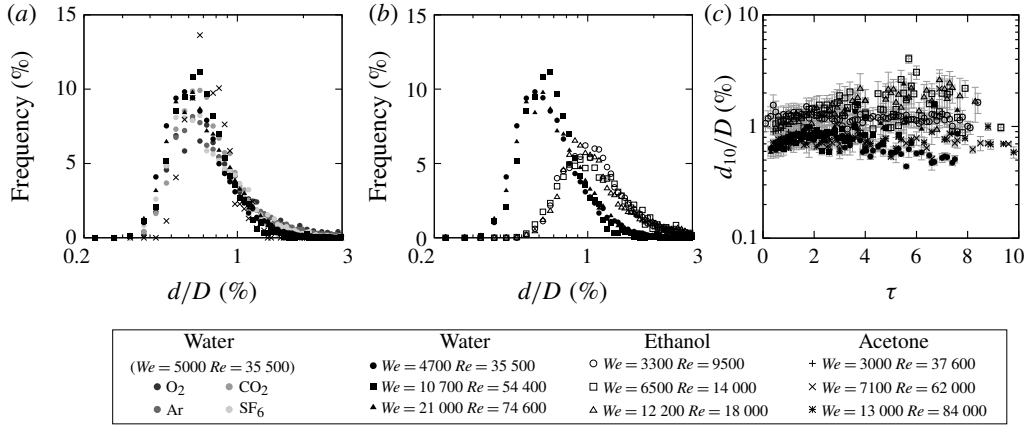 (a)
(b)
(c)
Frequency (%)
15
10
5
0
0.2
1
3
d/D (%)
Frequency (%)
15
10
5
0
0.2
1
3
d/D (%)
d₁₀/D (%)
10
1
0.1
0
2
4
6
8
10
τ
Water
(We = 5000 Re = 35 500)
O₂
CO₂
Ar
SF₆
Water
We = 4700 Re = 35 500
We = 10 700 Re = 54 400
We = 21 000 Re = 74 600
Ethanol
We = 3300 Re = 9500
We = 6500 Re = 14 000
We = 12 200 Re = 18 000
Acetone
We = 3000 Re = 37 600
We = 7100 Re = 62 000
We = 13 000 Re = 84 000